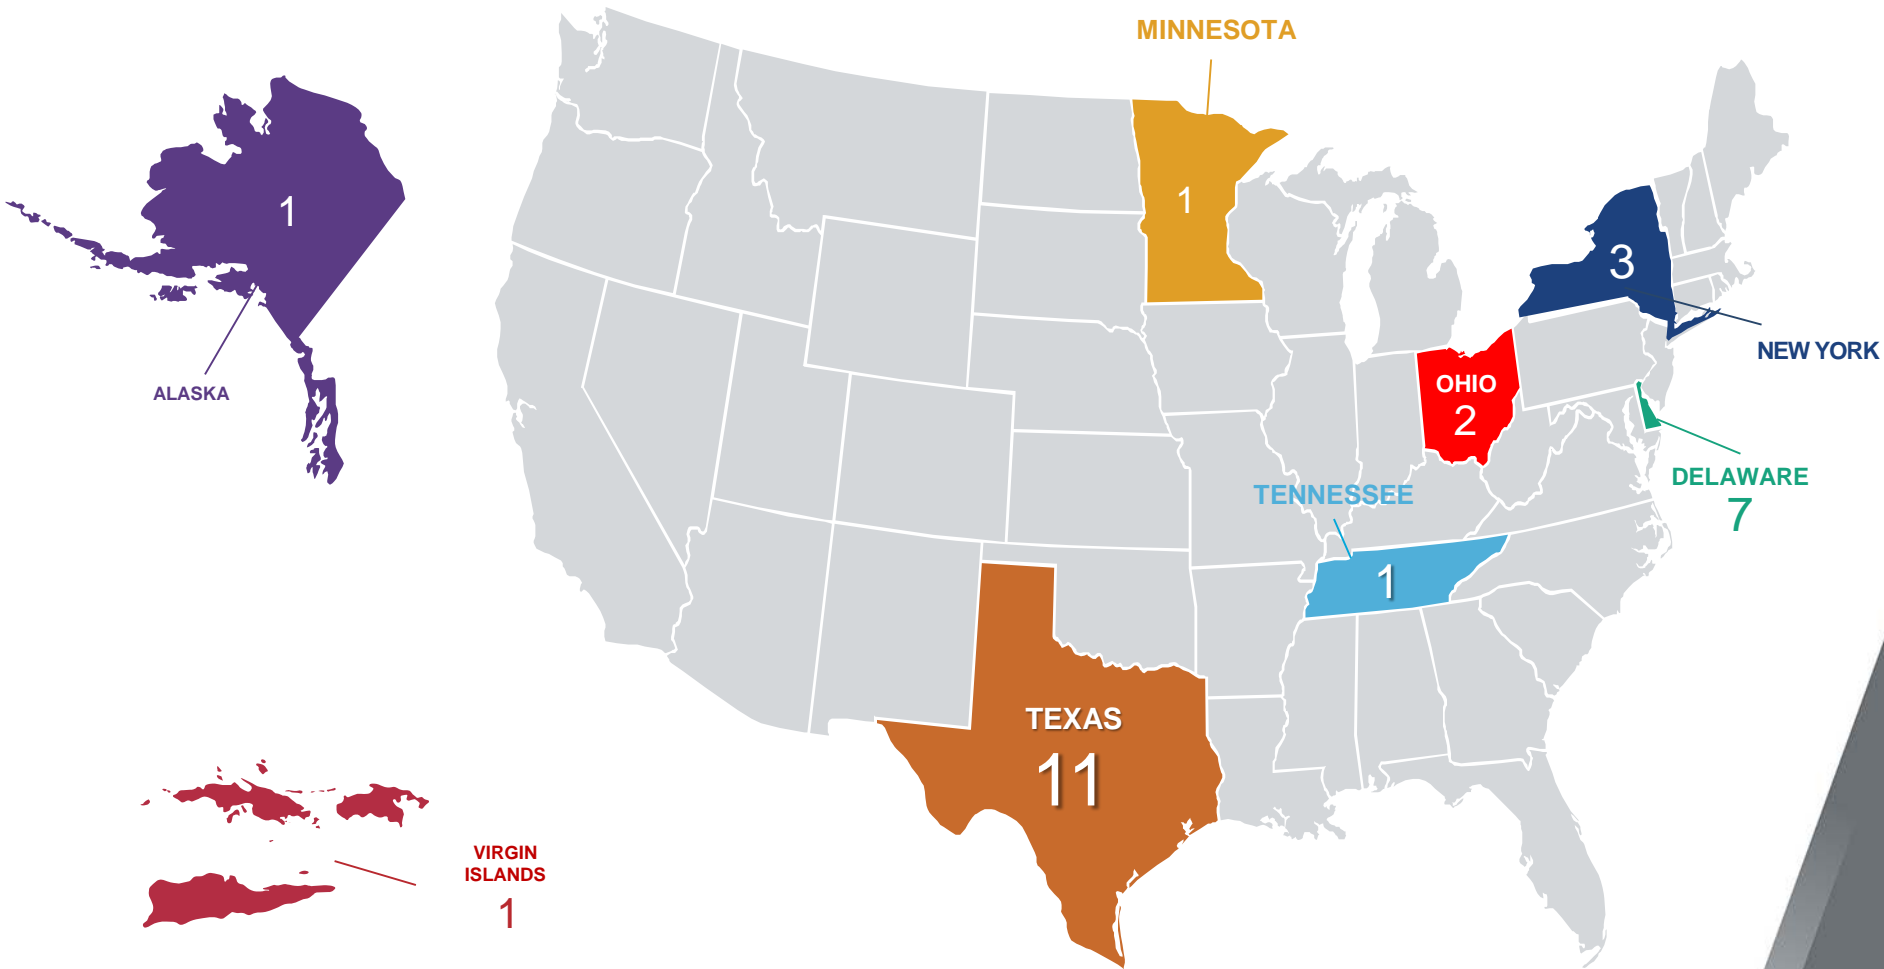 MINNESOTA
1
1
ALASKA
3
NEW YORK
OHIO
2
DELAWARE
7
TENNESSEE
1
TEXAS
11
VIRGIN
ISLANDS
1